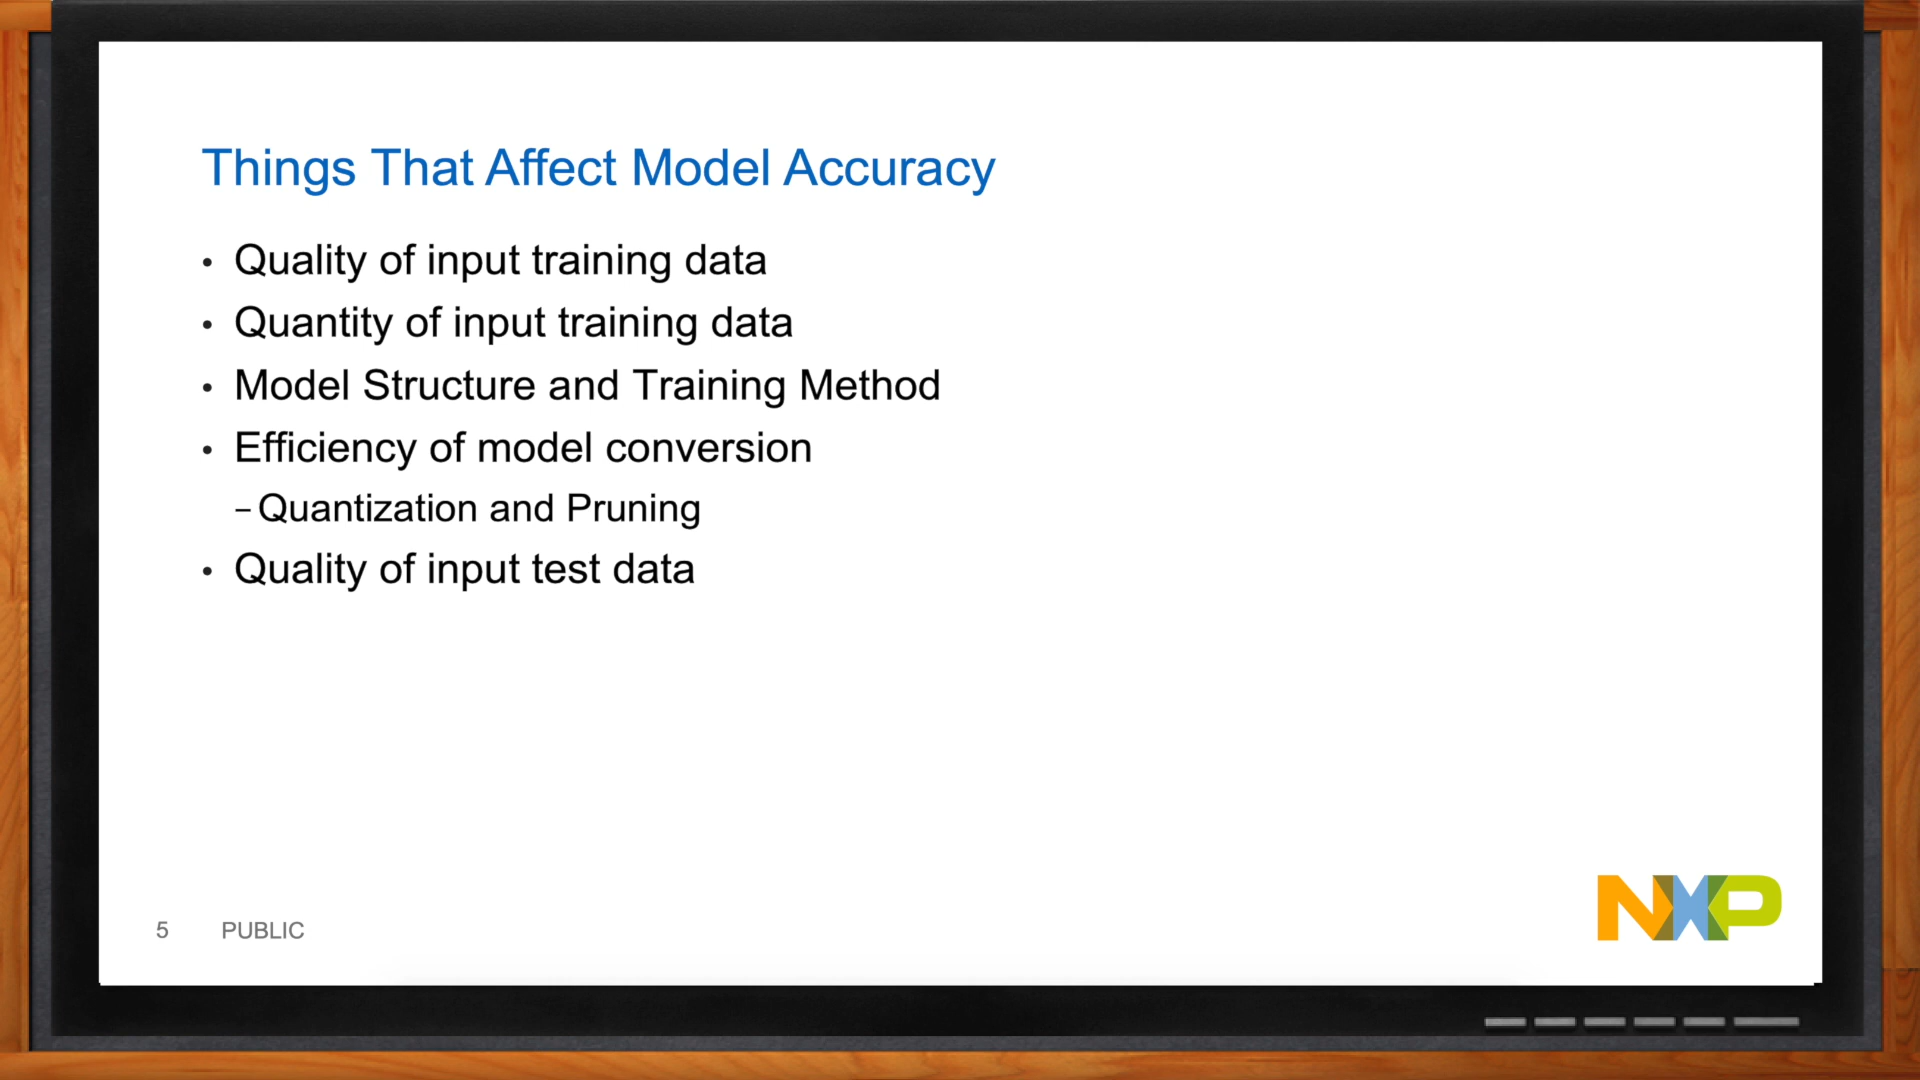 Things That Affect Model Accuracy
• Quality of input training data
• Quantity of input training data
• Model Structure and Training Method
• Efficiency of model conversion
– Quantization and Pruning
• Quality of input test data
5 PUBLIC
NXP